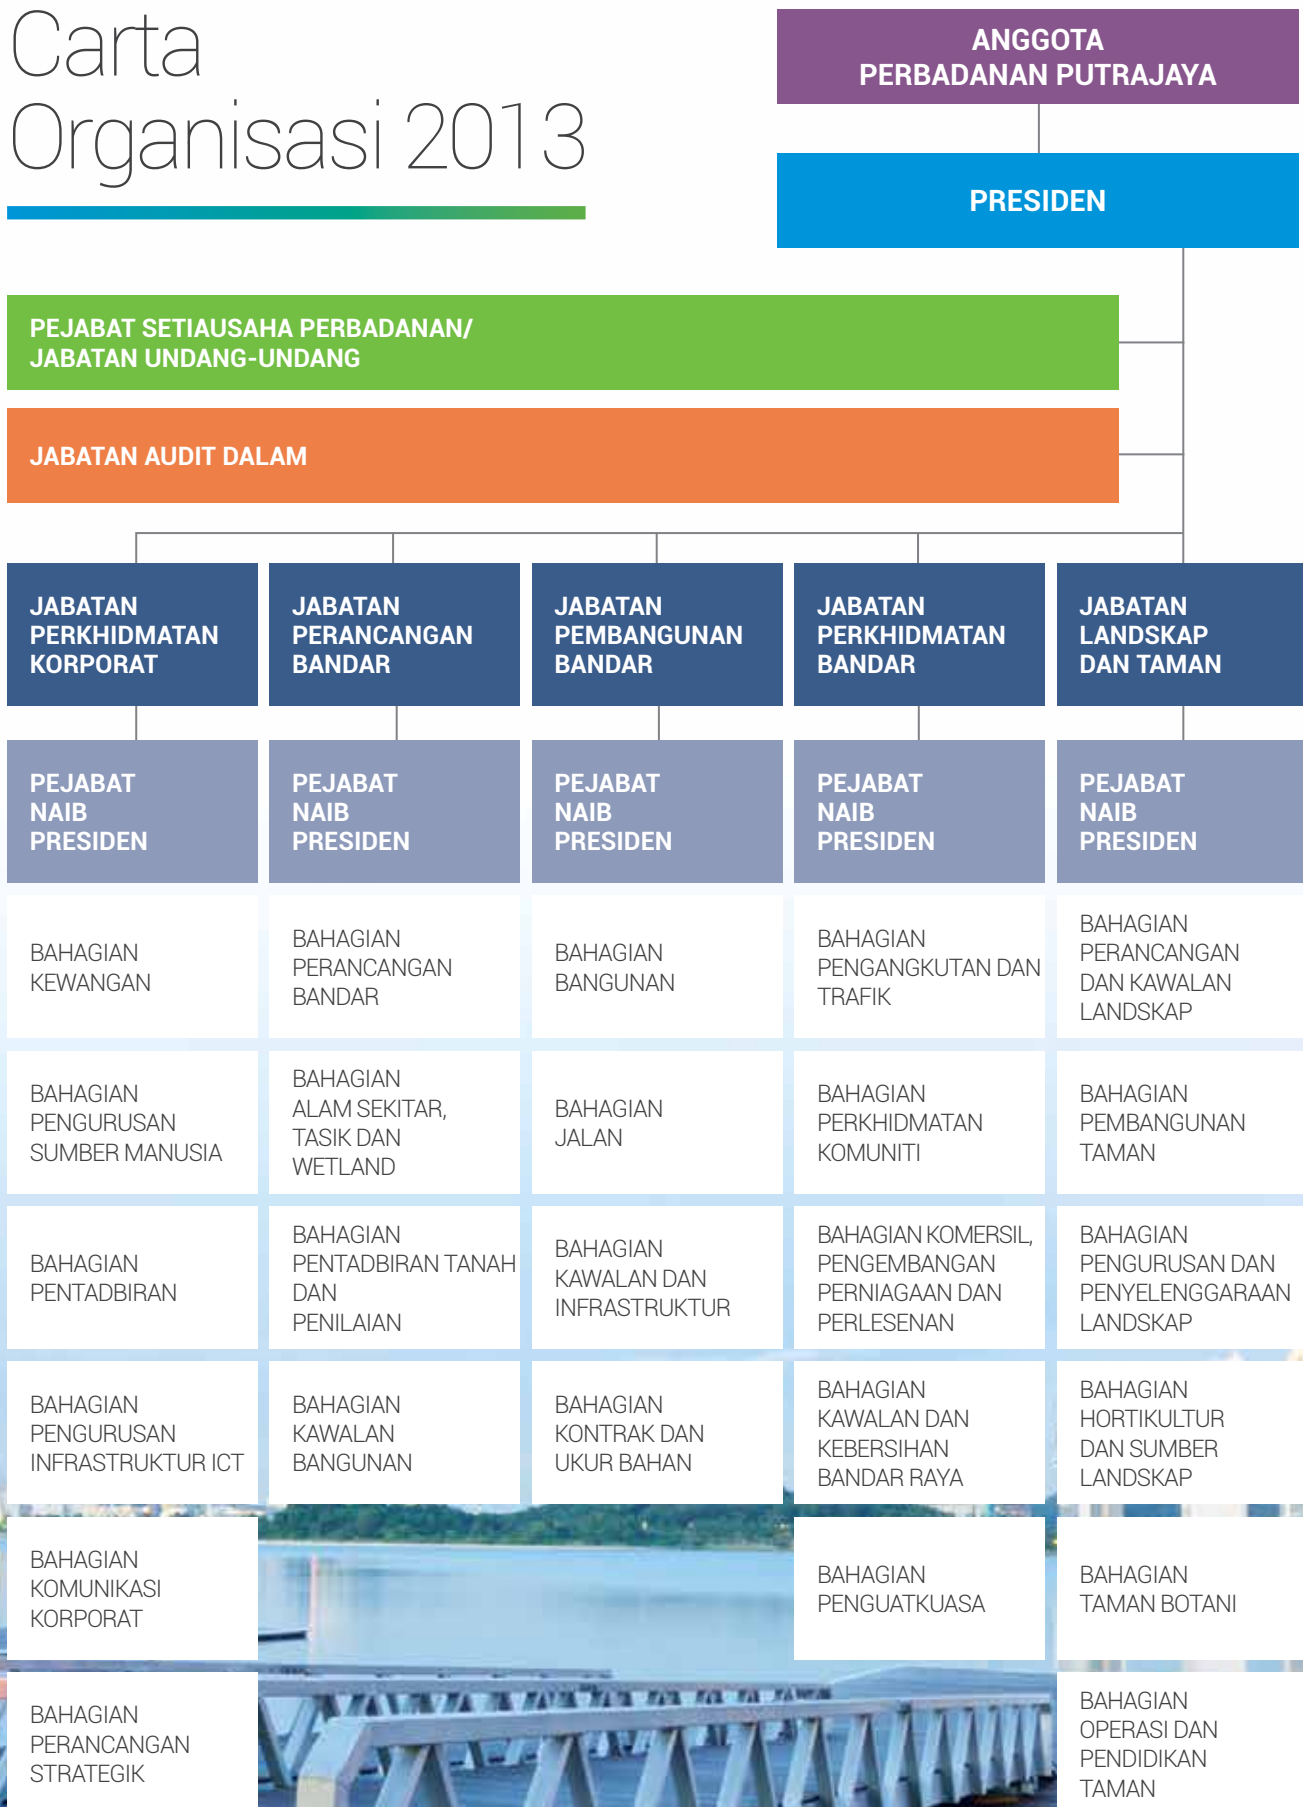 Carta
Organisasi 2013
ANGGOTA
PERBADANAN PUTRAJAYA
PRESIDEN
PEJABAT SETIAUSAHA PERBADANAN/
JABATAN UNDANG-UNDANG
JABATAN AUDIT DALAM
JABATAN
PERKHIDMATAN
KORPORAT
JABATAN
PERANCANGAN
BANDAR
JABATAN
PEMBANGUNAN
BANDAR
JABATAN
PERKHIDMATAN
BANDAR
JABATAN
LANDSKAP
DAN TAMAN
PEJABAT
NAIB
PRESIDEN
PEJABAT
NAIB
PRESIDEN
PEJABAT
NAIB
PRESIDEN
PEJABAT
NAIB
PRESIDEN
PEJABAT
NAIB
PRESIDEN
BAHAGIAN
KEWANGAN
BAHAGIAN
PERANCANGAN
BANDAR
BAHAGIAN
BANGUNAN
BAHAGIAN
PENGANGKUTAN DAN
TRAFIK
BAHAGIAN
PERANCANGAN
DAN KAWALAN
LANDSKAP
BAHAGIAN
PENGURUSAN
SUMBER MANUSIA
BAHAGIAN
ALAM SEKITAR,
TASIK DAN
WETLAND
BAHAGIAN
JALAN
BAHAGIAN
PERKHIDMATAN
KOMUNITI
BAHAGIAN
PEMBANGUNAN
TAMAN
BAHAGIAN
PENTADBIRAN
BAHAGIAN
PENTADBIRAN TANAH
DAN
PENILAIAN
BAHAGIAN
KAWALAN DAN
INFRASTRUKTUR
BAHAGIAN KOMERSIL,
PENGEMBANGAN
PERNIAGAAN DAN
PERLESENAN
BAHAGIAN
PENGURUSAN DAN
PENYELENGGARAAN
LANDSKAP
BAHAGIAN
PENGURUSAN
INFRASTRUKTUR ICT
BAHAGIAN
KAWALAN
BANGUNAN
BAHAGIAN
KONTRAK DAN
UKUR BAHAN
BAHAGIAN
KAWALAN DAN
KEBERSIHAN
BANDAR RAYA
BAHAGIAN
HORTIKULTUR
DAN SUMBER
LANDSKAP
BAHAGIAN
KOMUNIKASI
KORPORAT
BAHAGIAN
PENGUATKUASA
BAHAGIAN
TAMAN BOTANI
BAHAGIAN
PERANCANGAN
STRATEGIK
BAHAGIAN
OPERASI DAN
PENDIDIKAN
TAMAN